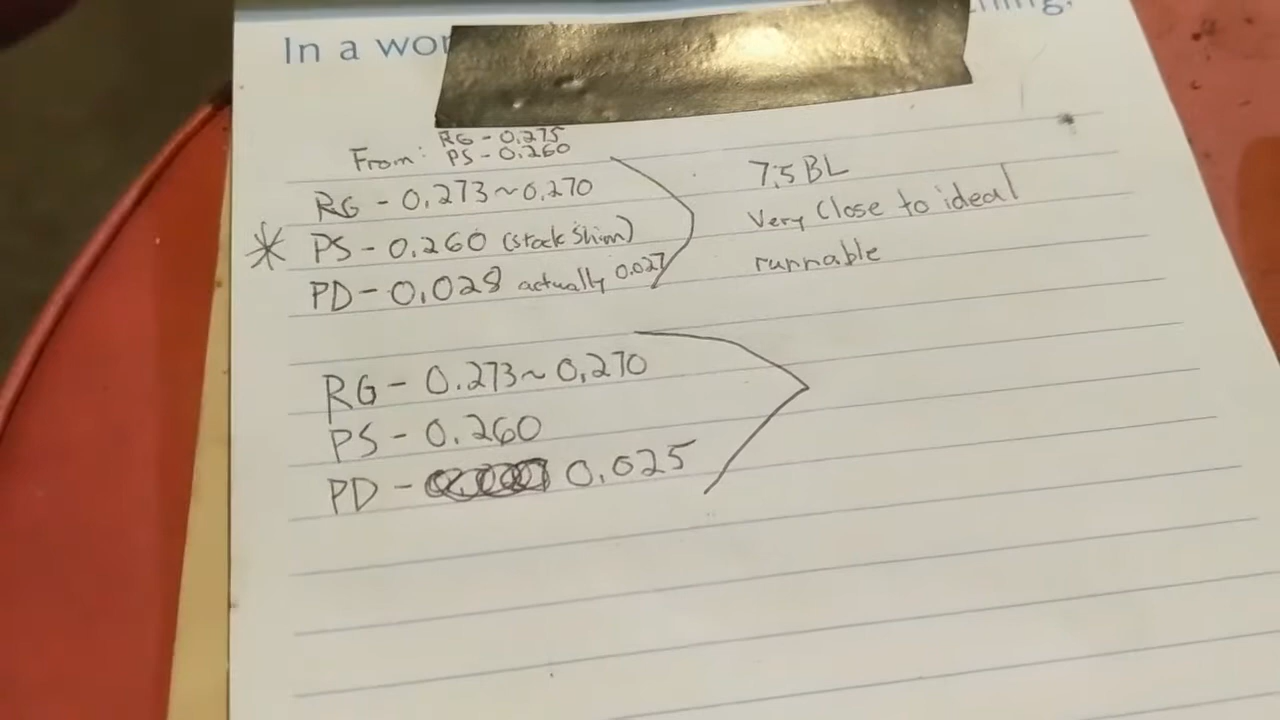 In a wor
RG - 0.275
From: PS - 0.260
RG - 0.273 ~ 0.270
* PS - 0.260 (stock shim)
PD - 0.028 actually 0.027
7.5 BL
Very Close to ideal
runnable
RG - 0.273 ~ 0.270
PS - 0.260
PD - 0.025